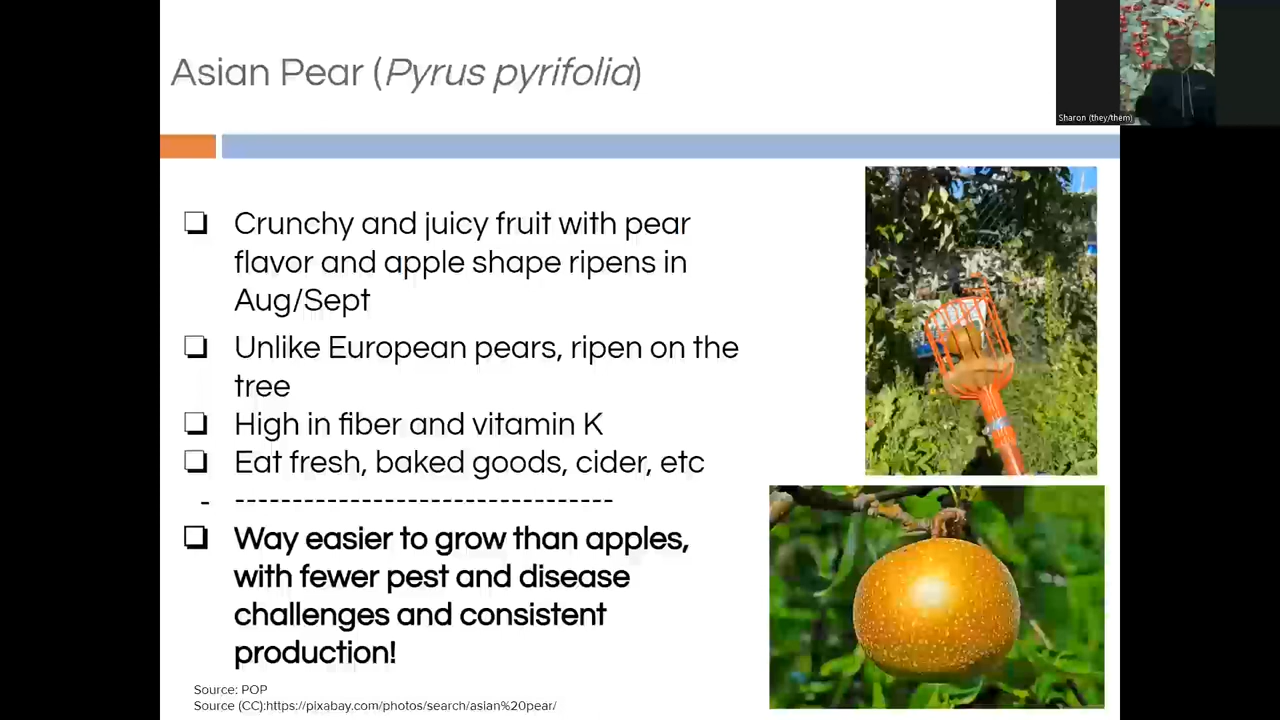 Asian Pear (Pyrus pyrifolia)
Sharon (they/them)
Crunchy and juicy fruit with pear
flavor and apple shape ripens in
Aug/Sept
Unlike European pears, ripen on the
tree
High in fiber and vitamin K
Eat fresh, baked goods, cider, etc
- ---------------------------------
Way easier to grow than apples,
with fewer pest and disease
challenges and consistent
production!
Source: POP
Source (CC):https://pixabay.com/photos/search/asian%20pear/